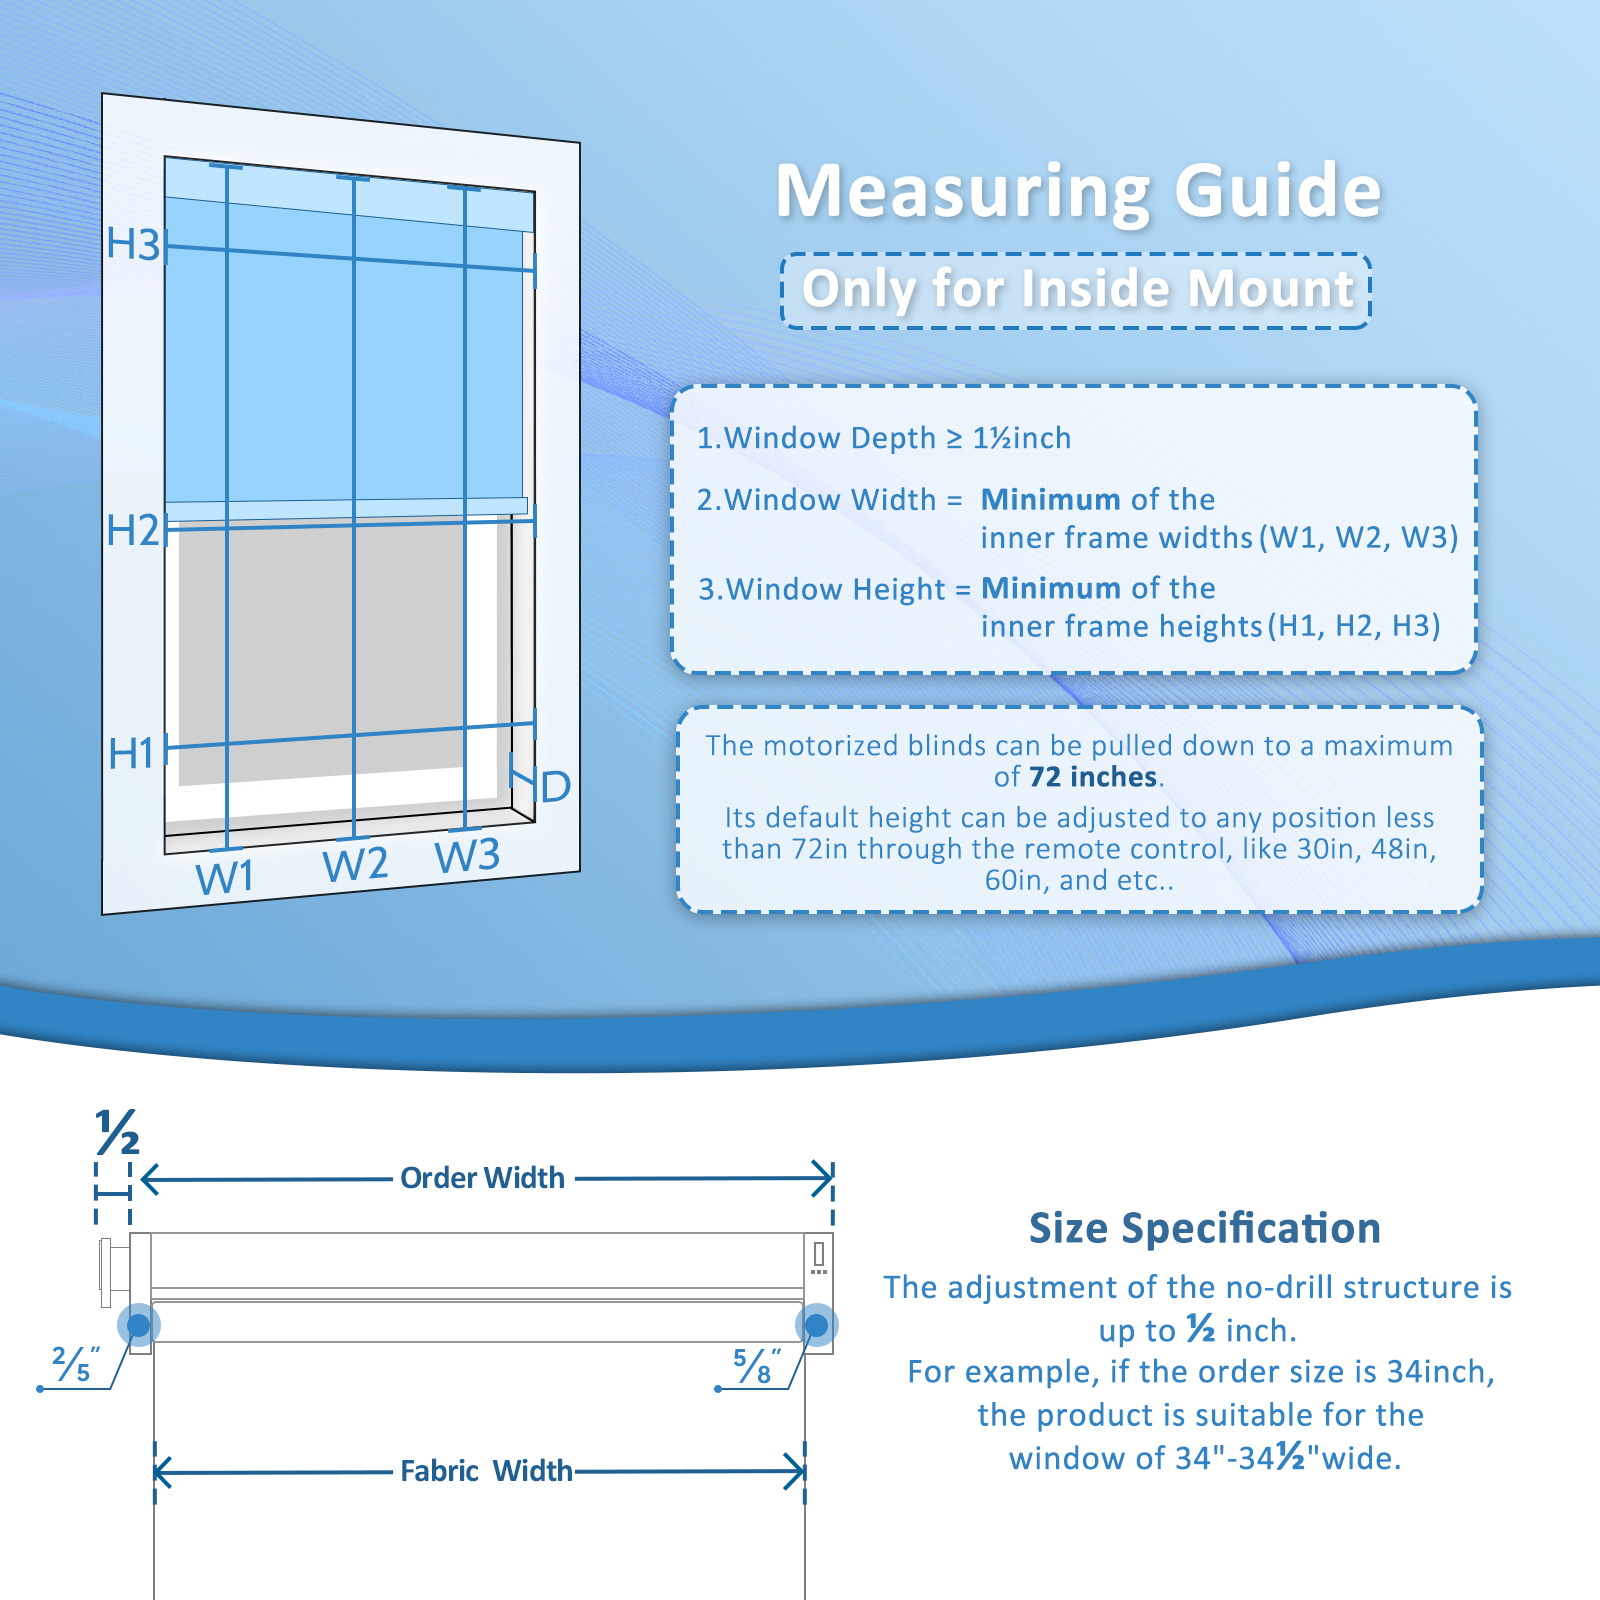 Measuring Guide
Only for Inside Mount
H3
H2
H1
D
W1
W2
W3
1.Window Depth ≥ 1½inch
2.Window Width = Minimum of the
inner frame widths (W1, W2, W3)
3.Window Height = Minimum of the
inner frame heights (H1, H2, H3)
The motorized blinds can be pulled down to a maximum
of 72 inches.
Its default height can be adjusted to any position less
than 72in through the remote control, like 30in, 48in,
60in, and etc..
½
Order Width
⅖"
⅝"
Fabric Width
Size Specification
The adjustment of the no-drill structure is
up to ½ inch.
For example, if the order size is 34inch,
the product is suitable for the
window of 34"-34½"wide.